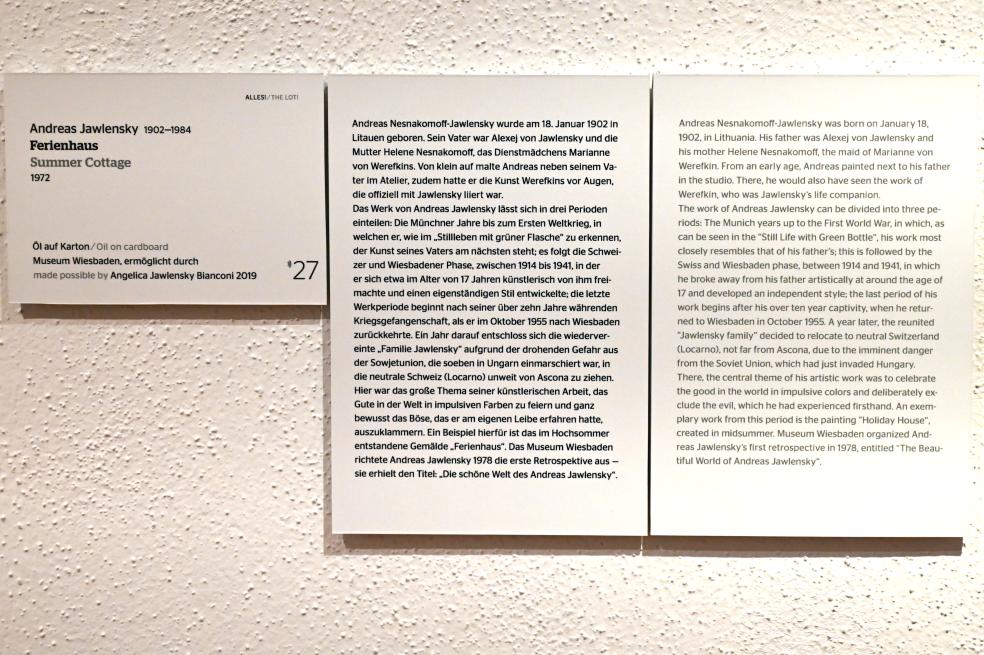 ALLES!/THE LOT!
Andreas Jawlensky 1902–1984
Ferienhaus
Summer Cottage
1972
Öl auf Karton/Oil on cardboard
Museum Wiesbaden, ermöglicht durch
made possible by Angelica Jawlensky Bianconi 2019
27
Andreas Nesnakomoff-Jawlensky wurde am 18. Januar 1902 in
Litauen geboren. Sein Vater war Alexej von Jawlensky und die
Mutter Helene Nesnakomoff, das Dienstmädchens Marianne
von Werefkins. Von klein auf malte Andreas neben seinem Va-
ter im Atelier, zudem hatte er die Kunst Werefkins vor Augen,
die offiziell mit Jawlensky liiert war.
Das Werk von Andreas Jawlensky lässt sich in drei Perioden
einteilen: Die Münchner Jahre bis zum Ersten Weltkrieg, in
welchen er, wie im „Stillleben mit grüner Flasche" zu erkennen,
der Kunst seines Vaters am nächsten steht; es folgt die Schwei-
zer und Wiesbadener Phase, zwischen 1914 bis 1941, in der
er sich etwa im Alter von 17 Jahren künstlerisch von ihm frei-
machte und einen eigenständigen Stil entwickelte; die letzte
Werkperiode beginnt nach seiner über zehn Jahre währenden
Kriegsgefangenschaft, als er im Oktober 1955 nach Wiesbaden
zurückkehrte. Ein Jahr darauf entschloss sich die wiederver-
einte „Familie Jawlensky" aufgrund der drohenden Gefahr aus
der Sowjetunion, die soeben in Ungarn einmarschiert war, in
die neutrale Schweiz (Locarno) unweit von Ascona zu ziehen.
Hier war das große Thema seiner künstlerischen Arbeit, das
Gute in der Welt in impulsiven Farben zu feiern und ganz
bewusst das Böse, das er am eigenen Leibe erfahren hatte,
auszuklammern. Ein Beispiel hierfür ist das im Hochsommer
entstandene Gemälde „Ferienhaus". Das Museum Wiesbaden
richtete Andreas Jawlensky 1978 die erste Retrospektive aus –
sie erhielt den Titel: „Die schöne Welt des Andreas Jawlensky".
Andreas Nesnakomoff-Jawlensky was born on January 18,
1902, in Lithuania. His father was Alexej von Jawlensky and
his mother Helene Nesnakomoff, the maid of Marianne von
Werefkin. From an early age, Andreas painted next to his father
in the studio. There, he would also have seen the work of
Werefkin, who was Jawlensky's life companion.
The work of Andreas Jawlensky can be divided into three pe-
riods: The Munich years up to the First World War, in which, as
can be seen in the "Still Life with Green Bottle", his work most
closely resembles that of his father's; this is followed by the
Swiss and Wiesbaden phase, between 1914 and 1941, in which
he broke away from his father artistically at around the age of
17 and developed an independent style; the last period of his
work begins after his over ten year captivity, when he retur-
ned to Wiesbaden in October 1955. A year later, the reunited
"Jawlensky family" decided to relocate to neutral Switzerland
(Locarno), not far from Ascona, due to the imminent danger
from the Soviet Union, which had just invaded Hungary.
There, the central theme of his artistic work was to celebrate
the good in the world in impulsive colors and deliberately ex-
clude the evil, which he had experienced firsthand. An exem-
plary work from this period is the painting "Holiday House",
created in midsummer. Museum Wiesbaden organized And-
reas Jawlensky's first retrospective in 1978, entitled "The Beau-
tiful World of Andreas Jawlensky".